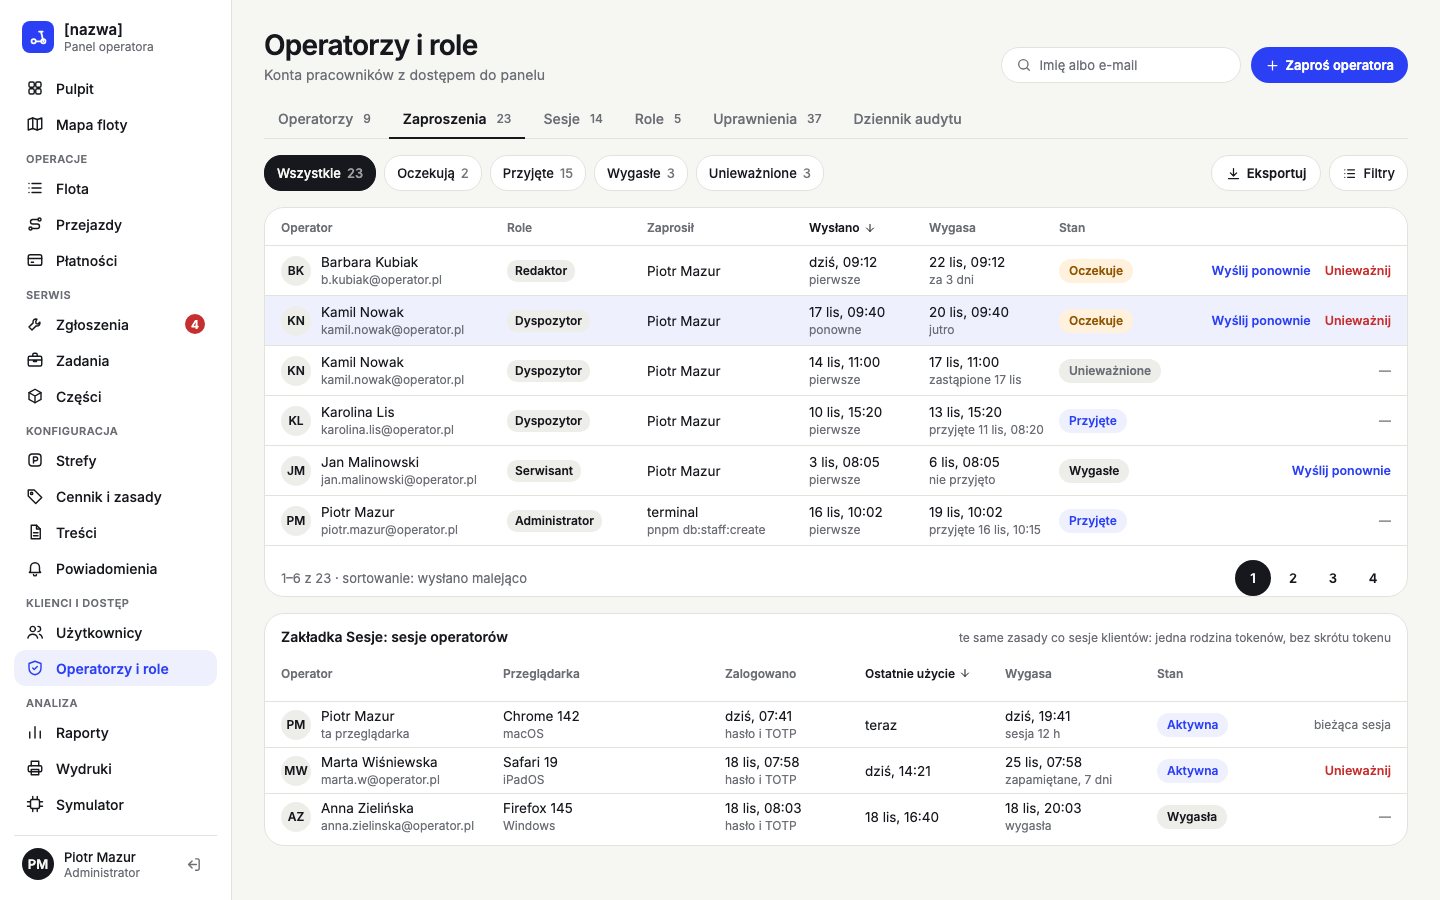 [nazwa]
Panel operatora
Pulpit
Mapa floty
OPERACJE
Flota
Przejazdy
Płatności
SERWIS
Zgłoszenia 4
Zadania
Części
KONFIGURACJA
Strefy
Cennik i zasady
Treści
Powiadomienia
KLIENCI I DOSTĘP
Użytkownicy
Operatorzy i role
ANALIZA
Raporty
Wydruki
Symulator
PM
Piotr Mazur
Administrator
Operatorzy i role
Konta pracowników z dostępem do panelu
Imię albo e-mail
+ Zaproś operatora
Operatorzy 9 Zaproszenia 23 Sesje 14 Role 5 Uprawnienia 37 Dziennik audytu
Wszystkie 23 Oczekują 2 Przyjęte 15 Wygasłe 3 Unieważnione 3 Eksportuj Filtry
Operator Role Zaprosił Wysłano ↓ Wygasa Stan
BK Barbara Kubiak Redaktor Piotr Mazur dziś, 09:12 22 lis, 09:12 Oczekuje Wyślij ponownie Unieważnij
b.kubiak@operator.pl pierwsze za 3 dni
KN Kamil Nowak Dyspozytor Piotr Mazur 17 lis, 09:40 20 lis, 09:40 Oczekuje Wyślij ponownie Unieważnij
kamil.nowak@operator.pl ponowne jutro
KN Kamil Nowak Dyspozytor Piotr Mazur 14 lis, 11:00 17 lis, 11:00 Unieważnione —
kamil.nowak@operator.pl pierwsze zastąpione 17 lis
KL Karolina Lis Dyspozytor Piotr Mazur 10 lis, 15:20 13 lis, 15:20 Przyjęte —
karolina.lis@operator.pl pierwsze przyjęte 11 lis, 08:20
JM Jan Malinowski Serwisant Piotr Mazur 3 lis, 08:05 6 lis, 08:05 Wygasłe Wyślij ponownie
jan.malinowski@operator.pl pierwsze nie przyjęto
PM Piotr Mazur Administrator terminal 16 lis, 10:02 19 lis, 10:02 Przyjęte —
piotr.mazur@operator.pl pnpm db:staff:create pierwsze przyjęte 16 lis, 10:15
1–6 z 23 · sortowanie: wysłano malejąco 1 2 3 4
Zakładka Sesje: sesje operatorów te same zasady co sesje klientów: jedna rodzina tokenów, bez skrótu tokenu
Operator Przeglądarka Zalogowano Ostatnie użycie ↓ Wygasa Stan
PM Piotr Mazur Chrome 142 dziś, 07:41 teraz dziś, 19:41 Aktywna bieżąca sesja
ta przeglądarka macOS hasło i TOTP sesja 12 h
MW Marta Wiśniewska Safari 19 18 lis, 07:58 dziś, 14:21 25 lis, 07:58 Aktywna Unieważnij
marta.w@operator.pl iPadOS hasło i TOTP zapamiętane, 7 dni
AZ Anna Zielińska Firefox 145 18 lis, 08:03 18 lis, 16:40 18 lis, 20:03 Wygasła —
anna.zielinska@operator.pl Windows hasło i TOTP wygasła